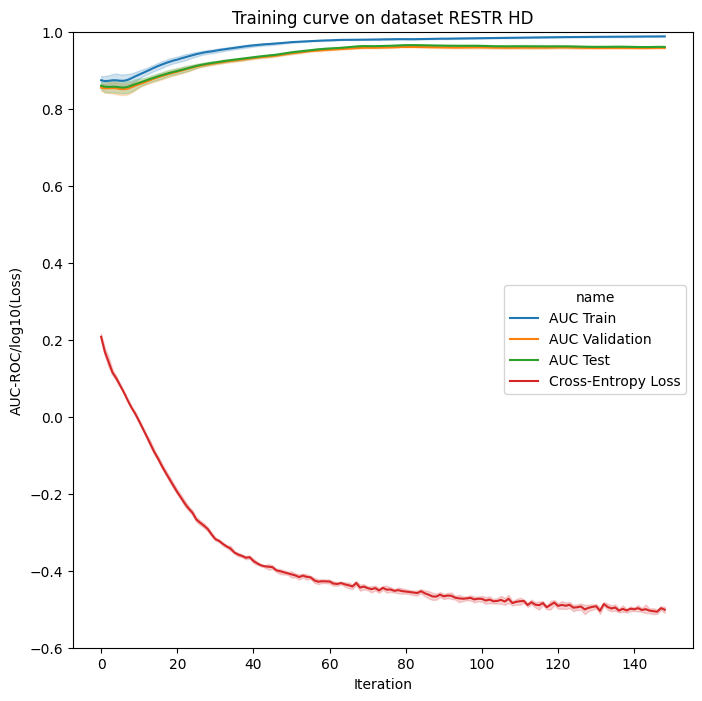 Training curve on dataset RESTR HD
AUC-ROC/log10(Loss)
1.0
0.8
0.6
0.4
0.2
0.0
−0.2
−0.4
−0.6
name
AUC Train
AUC Validation
AUC Test
Cross-Entropy Loss
0 20 40 60 80 100 120 140
Iteration